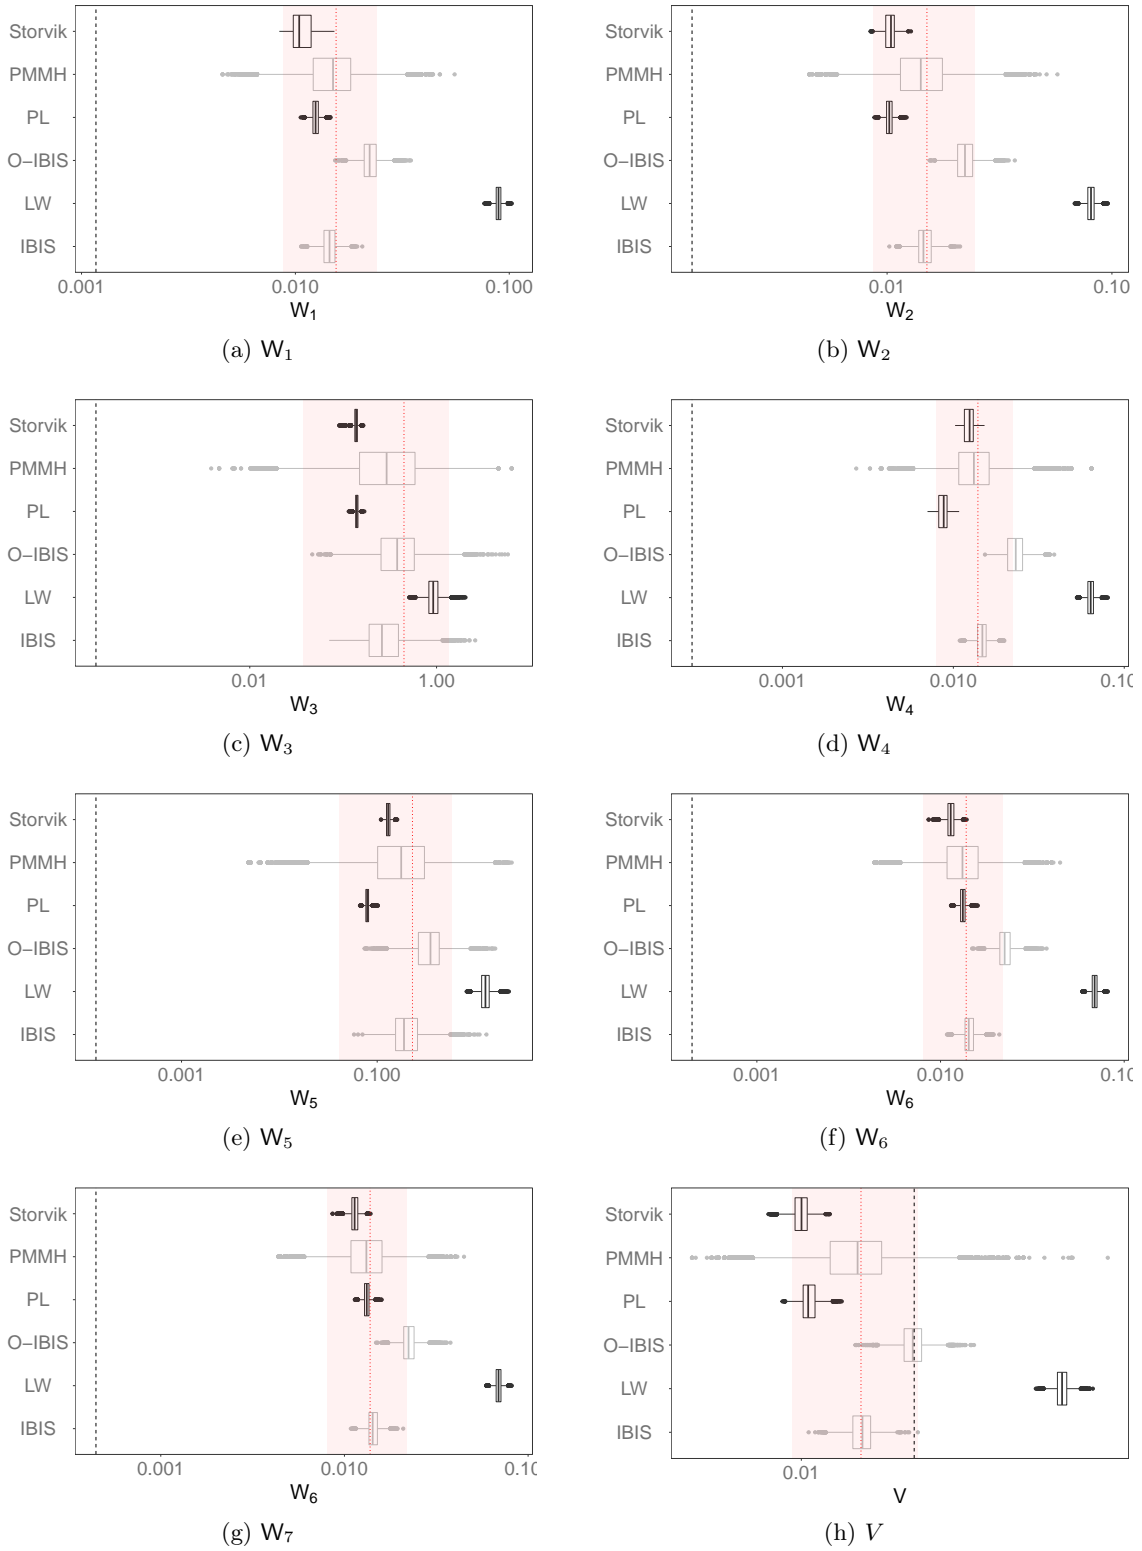 Storvik
PMMH
PL
O−IBIS
LW
IBIS
0.001 0.010 0.100
W1
(a) W1
Storvik
PMMH
PL
O−IBIS
LW
IBIS
0.01 0.10
W2
(b) W2
Storvik
PMMH
PL
O−IBIS
LW
IBIS
0.01 1.00
W3
(c) W3
Storvik
PMMH
PL
O−IBIS
LW
IBIS
0.001 0.010 0.10
W4
(d) W4
Storvik
PMMH
PL
O−IBIS
LW
IBIS
0.001 0.100
W5
(e) W5
Storvik
PMMH
PL
O−IBIS
LW
IBIS
0.001 0.010 0.10
W6
(f) W6
Storvik
PMMH
PL
O−IBIS
LW
IBIS
0.001 0.010 0.10
W6
(g) W7
Storvik
PMMH
PL
O−IBIS
LW
IBIS
0.01
V
(h) V